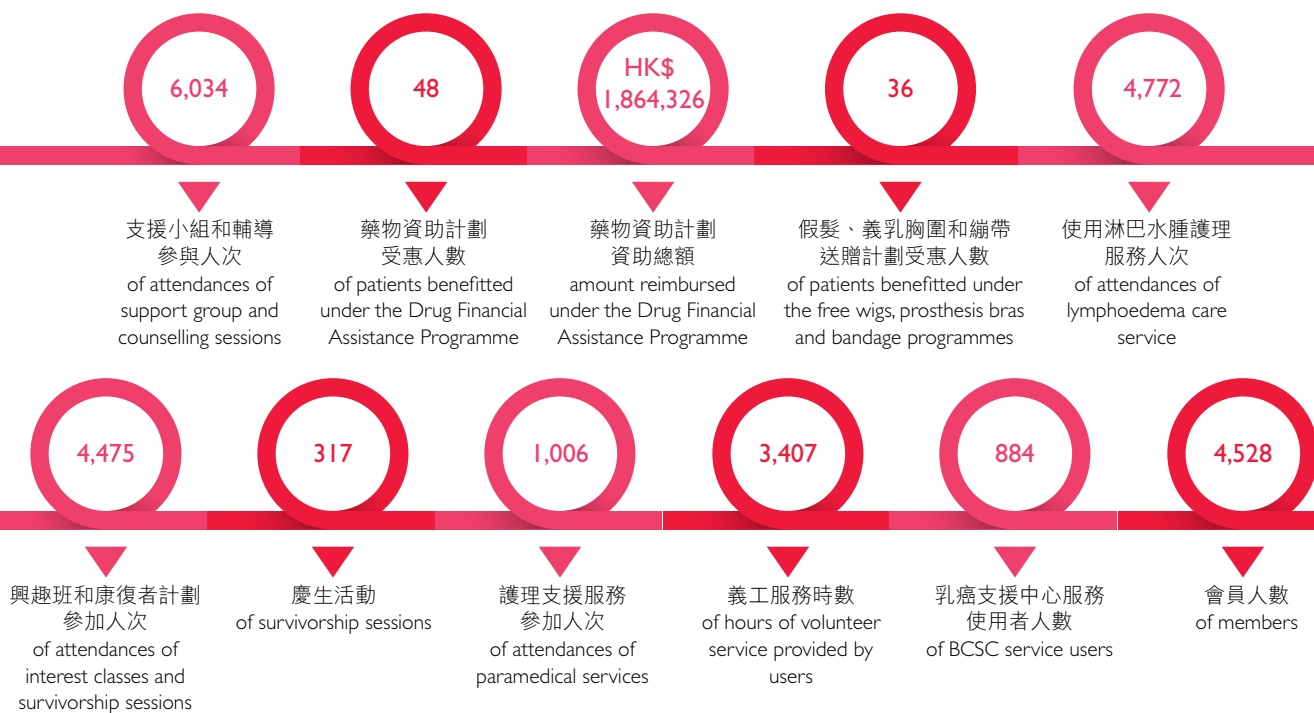 6,034
支援小組和輔導
參與人次
of attendances of
support group and
counselling sessions
48
藥物資助計劃
受惠人數
of patients benefitted
under the Drug Financial
Assistance Programme
HK$
1,864,326
藥物資助計劃
資助總額
amount reimbursed
under the Drug Financial
Assistance Programme
36
假髮、義乳胸圍和繃帶
送贈計劃受惠人數
of patients benefitted under
the free wigs, prosthesis bras
and bandage programmes
4,772
使用淋巴水腫護理
服務人次
of attendances of
lymphoedema care
service
4,475
興趣班和康復者計劃
參加人次
of attendances of
interest classes and
survivorship sessions
317
慶生活動
of survivorship sessions
1,006
護理支援服務
參加人次
of attendances of
paramedical services
3,407
義工服務時數
of hours of volunteer
service provided by
users
884
乳癌支援中心服務
使用者人數
of BCSC service users
4,528
會員人數
of members